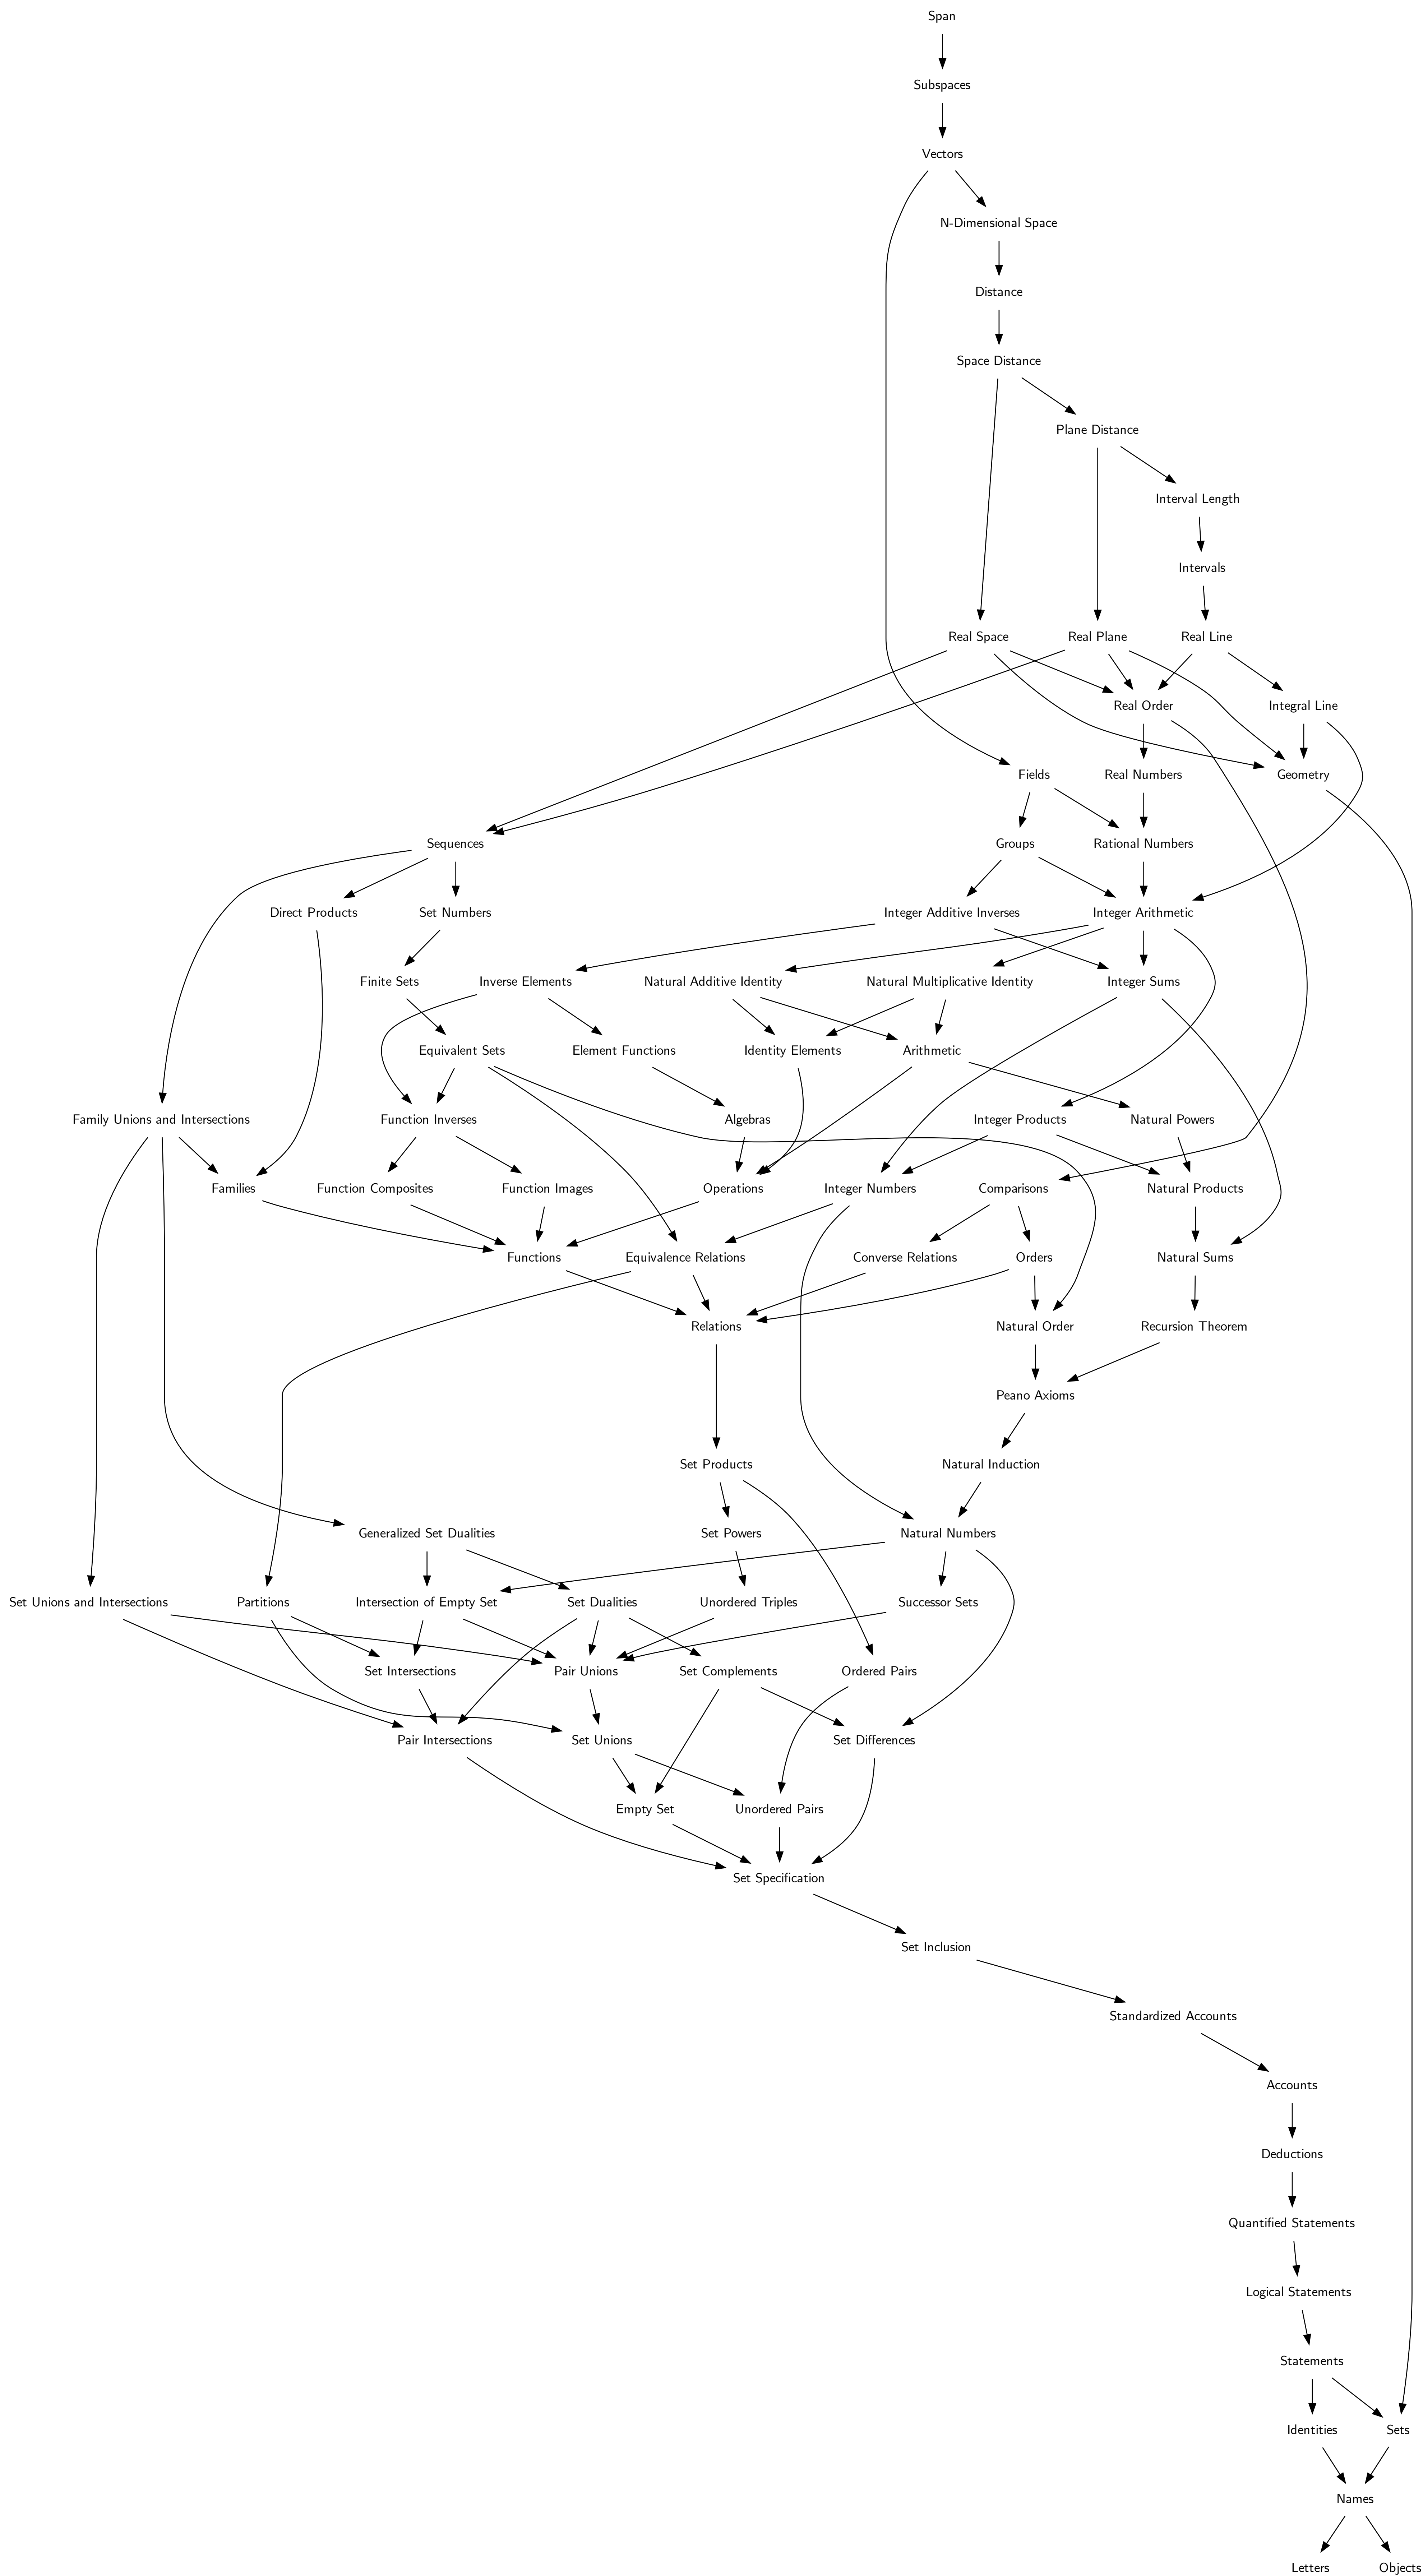 Span
Subspaces
Vectors
N-Dimensional Space
Distance
Space Distance
Plane Distance
Interval Length
Intervals
Real Space
Real Plane
Real Line
Real Order
Integral Line
Fields
Real Numbers
Geometry
Sequences
Groups
Rational Numbers
Direct Products
Set Numbers
Integer Additive Inverses
Integer Arithmetic
Finite Sets
Inverse Elements
Natural Additive Identity
Natural Multiplicative Identity
Integer Sums
Equivalent Sets
Element Functions
Identity Elements
Arithmetic
Family Unions and Intersections
Function Inverses
Algebras
Integer Products
Natural Powers
Families
Function Composites
Function Images
Operations
Integer Numbers
Comparisons
Natural Products
Functions
Equivalence Relations
Converse Relations
Orders
Natural Sums
Relations
Natural Order
Recursion Theorem
Peano Axioms
Set Products
Natural Induction
Generalized Set Dualities
Set Powers
Natural Numbers
Set Unions and Intersections
Partitions
Intersection of Empty Set
Set Dualities
Unordered Triples
Successor Sets
Set Intersections
Pair Unions
Set Complements
Ordered Pairs
Pair Intersections
Set Unions
Set Differences
Empty Set
Unordered Pairs
Set Specification
Set Inclusion
Standardized Accounts
Accounts
Deductions
Quantified Statements
Logical Statements
Statements
Identities
Sets
Names
Letters
Objects